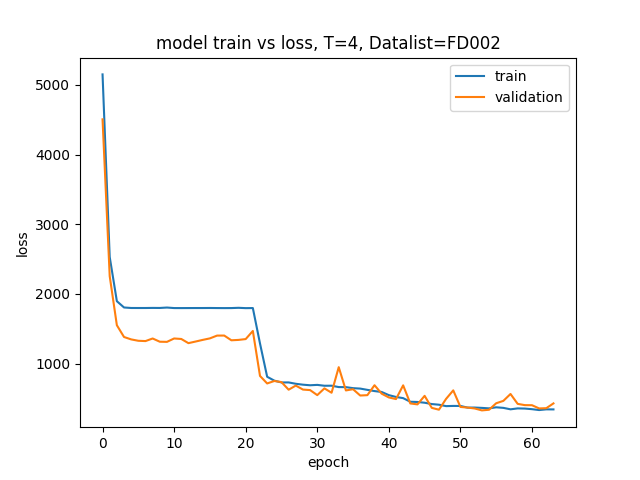 model train vs loss, T=4, Datalist=FD002
train
validation
5000
4000
3000
2000
1000
loss
0 10 20 30 40 50 60
epoch